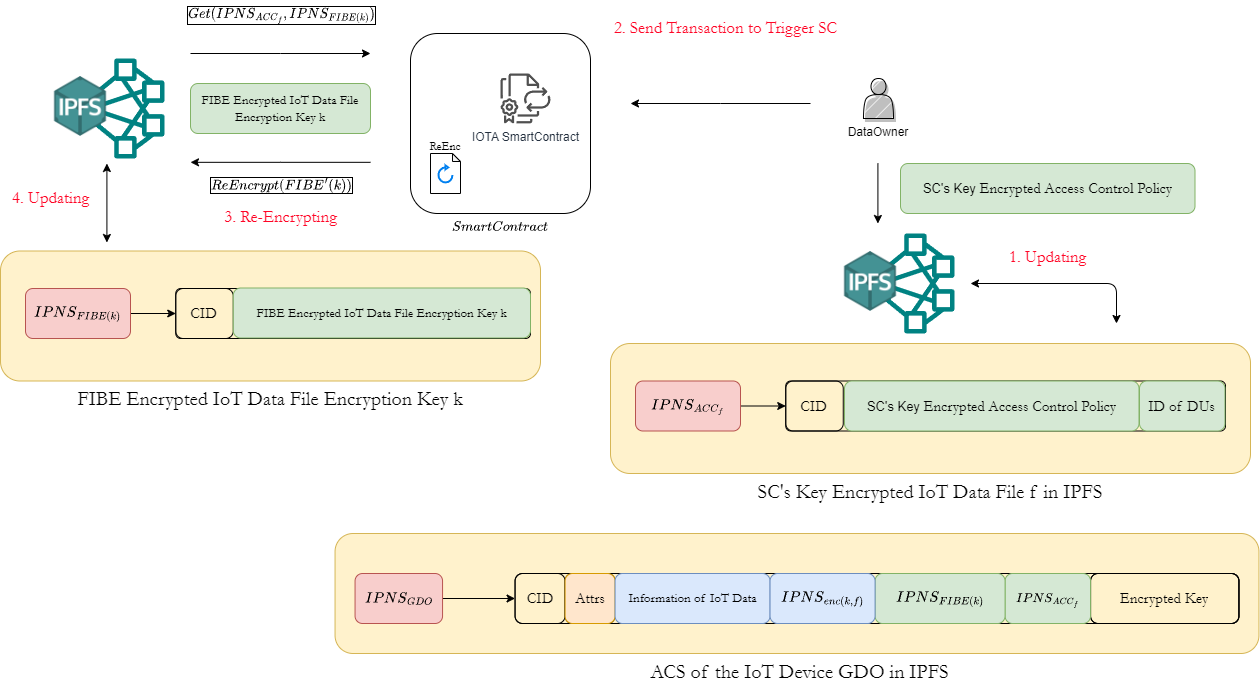 Get(IPNS_{ACC_f}, IPNS_{FIBE(k)})
2. Send Transaction to Trigger SC
IPFS
FIBE Encrypted IoT Data File
Encryption Key k
IOTA SmartContract
ReEnc
DataOwner
ReEncrypt(FIBE'(k))
3. Re-Encrypting
SmartContract
4. Updating
SC's Key Encrypted Access Control Policy
IPFS
1. Updating
IPNS_{FIBE(k)}
CID
FIBE Encrypted IoT Data File Encryption Key k
FIBE Encrypted IoT Data File Encryption Key k
IPNS_{ACC_f}
CID
SC's Key Encrypted Access Control Policy
ID of DUs
SC's Key Encrypted IoT Data File f in IPFS
IPNS_{GDO}
CID
Attrs
Information of IoT Data
IPNS_{enc(k,f)}
IPNS_{FIBE(k)}
IPNS_{ACC_f}
Encrypted Key
ACS of the IoT Device GDO in IPFS